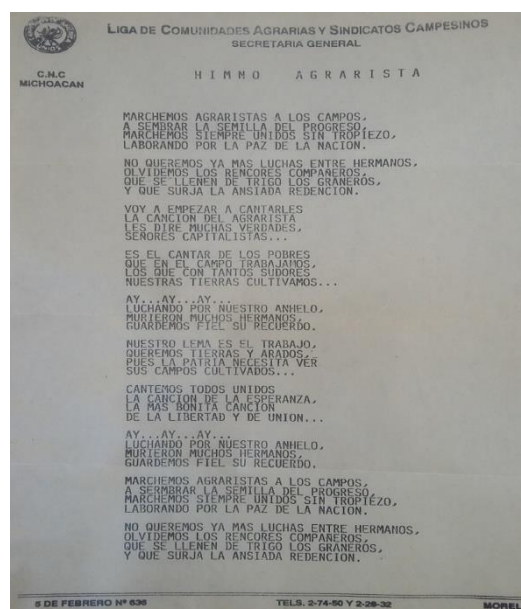 LIGA DE COMUNIDADES AGRARIAS Y SINDICATOS CAMPESINOS
SECRETARIA GENERAL
C.N.C
MICHOACAN
HIMNO AGRARISTA
MARCHEMOS AGRARISTAS A LOS CAMPOS,
A SEMBRAR LA SEMILLA DEL PROGRESO,
MARCHEMOS SIEMPRE UNIDOS SIN TROPIEZO,
LABORANDO POR LA PAZ DE LA NACION.
NO QUEREMOS YA MAS LUCHAS ENTRE HERMANOS,
OLVIDEMOS LOS RENCORES COMPAÑEROS,
QUE SE LLENEN DE TRIGO LOS GRANEROS,
Y QUE SURJA LA ANSIADA REDENCION.
VOY A EMPEZAR A CANTARLES
LA CANCION DEL AGRARISTA
LES DIRE MUCHAS VERDADES,
SEÑORES CAPITALISTAS...
ES EL CANTAR DE LOS POBRES
QUE EN EL CAMPO TRABAJAMOS,
LOS QUE CON TANTOS SUDORES
NUESTRAS TIERRAS CULTIVAMOS...
AY...AY...AY...
LUCHANDO POR NUESTRO ANHELO,
MURIERON MUCHOS HERMANOS,
GUARDEMOS FIEL SU RECUERDO.
NUESTRO LEMA ES EL TRABAJO,
QUEREMOS TIERRAS Y ARADOS,
PUES LA PATRIA NECESITA VER
SUS CAMPOS CULTIVADOS...
CANTEMOS TODOS UNIDOS
LA CANCION DE LA ESPERANZA,
LA MAS BONITA CANCION
DE LA LIBERTAD Y DE UNION...
AY...AY...AY...
LUCHANDO POR NUESTRO ANHELO,
MURIERON MUCHOS HERMANOS,
GUARDEMOS FIEL SU RECUERDO.
MARCHEMOS AGRARISTAS A LOS CAMPOS,
A SERMBRAR LA SEMILLA DEL PROGRESO,
MARCHEMOS SIEMPRE UNIDOS SIN TROPIEZO,
LABORANDO POR LA PAZ DE LA NACION.
NO QUEREMOS YA MAS LUCHAS ENTRE HERMANOS,
OLVIDEMOS LOS RENCORES COMPAÑEROS,
QUE SE LLENEN DE TRIGO LOS GRANEROS,
Y QUE SURJA LA ANSIADA REDENCION.
5 DE FEBRERO Nº 636 TELS. 2-74-50 Y 2-28-32 MOREL